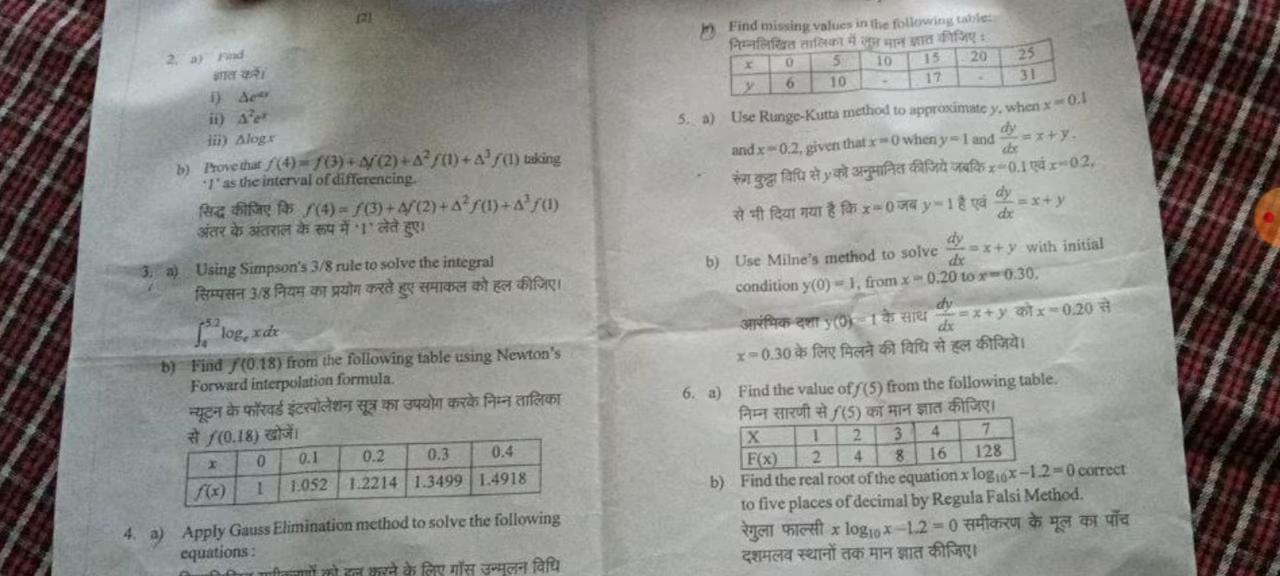 [2]
2. a) Find
ज्ञात करें।
i) Δeᵃˣ
ii) Δ²eˣ
iii) Δlogx
b) Prove that f(4) = f(3) + Δf(2) + Δ²f(1) + Δ³f(1) taking
'1' as the interval of differencing.
सिद्ध कीजिए कि f(4) = f(3) + Δf(2) + Δ²f(1) + Δ³f(1)
अंतर के अंतराल के रूप में '1' लेते हुए।
3. a) Using Simpson's 3/8 rule to solve the integral
सिम्पसन 3/8 नियम का प्रयोग करते हुए समाकल को हल कीजिए।
∫₄^5.2 logₑ x dx
b) Find f(0.18) from the following table using Newton's
Forward interpolation formula.
न्यूटन के फॉरवर्ड इंटरपोलेशन सूत्र का उपयोग करके निम्न तालिका
से f(0.18) खोजें।
x 0 0.1 0.2 0.3 0.4
f(x) 1 1.052 1.2214 1.3499 1.4918
4. a) Apply Gauss Elimination method to solve the following
equations :
को हल करने के लिए गॉस उन्मूलन विधि
b) Find missing values in the following table:
निम्नलिखित तालिका में लुप्त मान ज्ञात कीजिए :
x 0 5 10 15 20 25
y 6 10 - 17 - 31
5. a) Use Runge-Kutta method to approximate y, when x = 0.1
and x = 0.2, given that x = 0 when y = 1 and dy/dx = x + y.
रुंग कुट्टा विधि से y को अनुमानित कीजिये जबकि x = 0.1 एवं x = 0.2,
से भी दिया गया है कि x = 0 जब y = 1 है एवं dy/dx = x + y
b) Use Milne's method to solve dy/dx = x + y with initial
condition y(0) = 1, from x = 0.20 to x = 0.30.
आरंभिक दशा y(0) = 1 के साथ dy/dx = x + y को x = 0.20 से
x = 0.30 के लिए मिलने की विधि से हल कीजिये।
6. a) Find the value of f(5) from the following table.
निम्न सारणी से f(5) का मान ज्ञात कीजिए।
X 1 2 3 4 7
F(x) 2 4 8 16 128
b) Find the real root of the equation x log₁₀x - 1.2 = 0 correct
to five places of decimal by Regula Falsi Method.
रेगुला फाल्सी x log₁₀x - 1.2 = 0 समीकरण के मूल का पाँच
दशमलव स्थानों तक मान ज्ञात कीजिए।